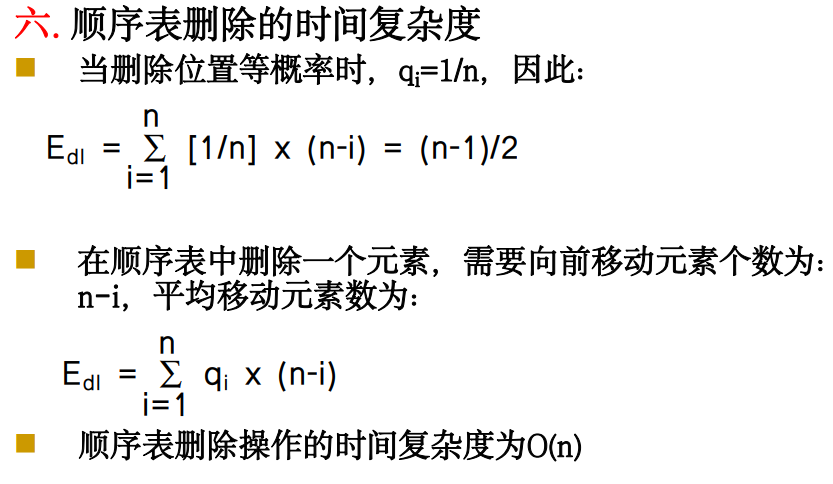 六. 顺序表删除的时间复杂度
■ 当删除位置等概率时，qi=1/n，因此：
n
Edl = Σ [1/n] x (n-i) = (n-1)/2
i=1
■ 在顺序表中删除一个元素，需要向前移动元素个数为：
n-i，平均移动元素数为：
n
Edl = Σ qi x (n-i)
i=1
■ 顺序表删除操作的时间复杂度为O(n)